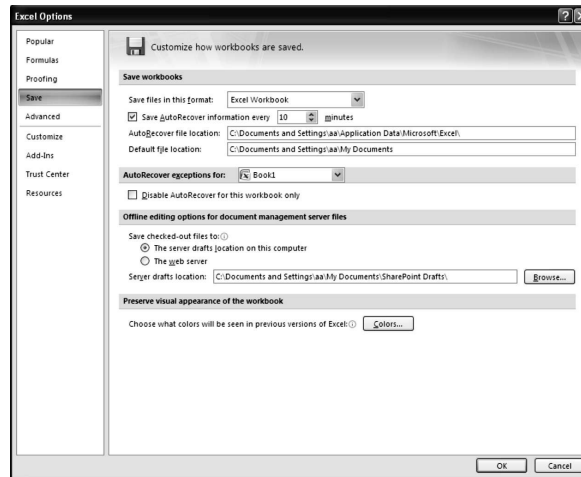 Excel Options
Popular
Formulas
Proofing
Save
Advanced
Customize
Add-Ins
Trust Center
Resources
Customize how workbooks are saved.
Save workbooks
Save files in this format: Excel Workbook
Save AutoRecover information every 10 minutes
AutoRecover file location: C:\Documents and Settings\aa\Application Data\Microsoft\Excel\
Default file location: C:\Documents and Settings\aa\My Documents
AutoRecover exceptions for: Book1
Disable AutoRecover for this workbook only
Offline editing options for document management server files
Save checked-out files to:
The server drafts location on this computer
The web server
Server drafts location: C:\Documents and Settings\aa\My Documents\SharePoint Drafts\ Browse...
Preserve visual appearance of the workbook
Choose what colors will be seen in previous versions of Excel: Colors...
OK Cancel